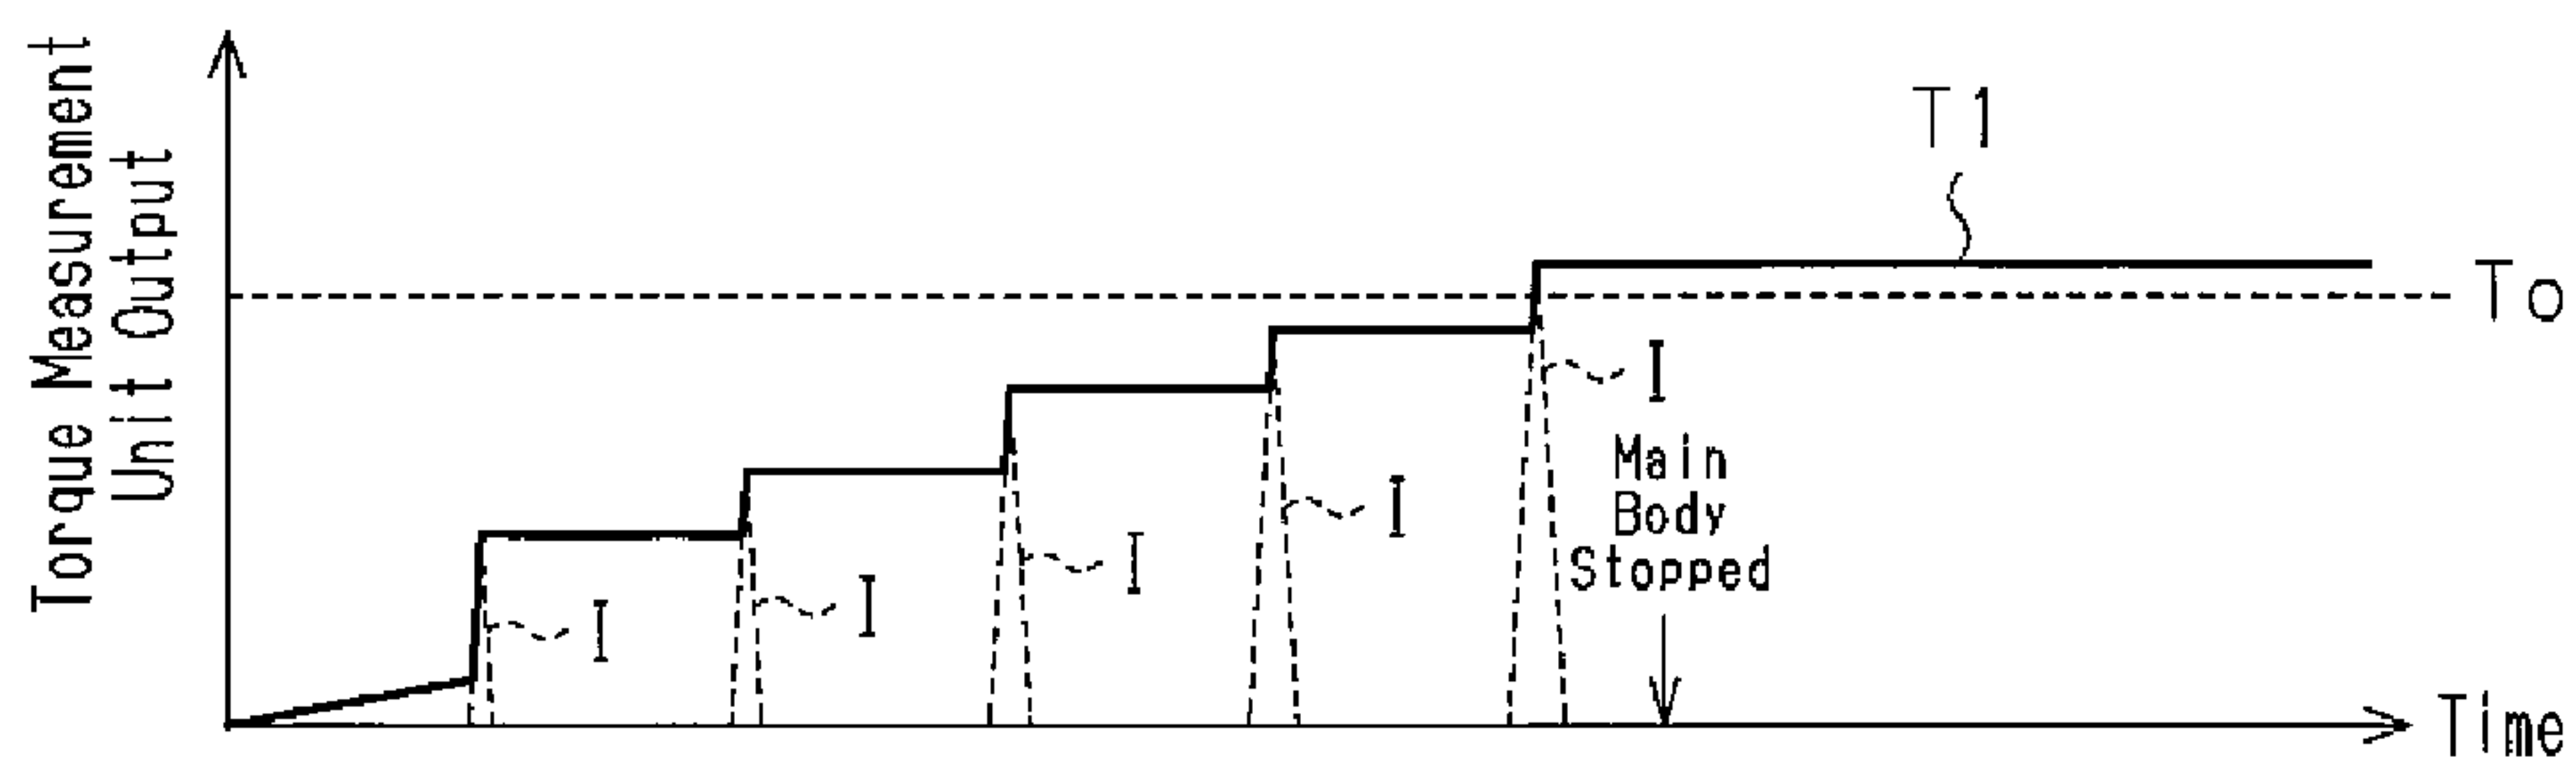 Torque Measurement
Unit Output
T1
To
I
I
I
I
I
Main
Body
Stopped
Time